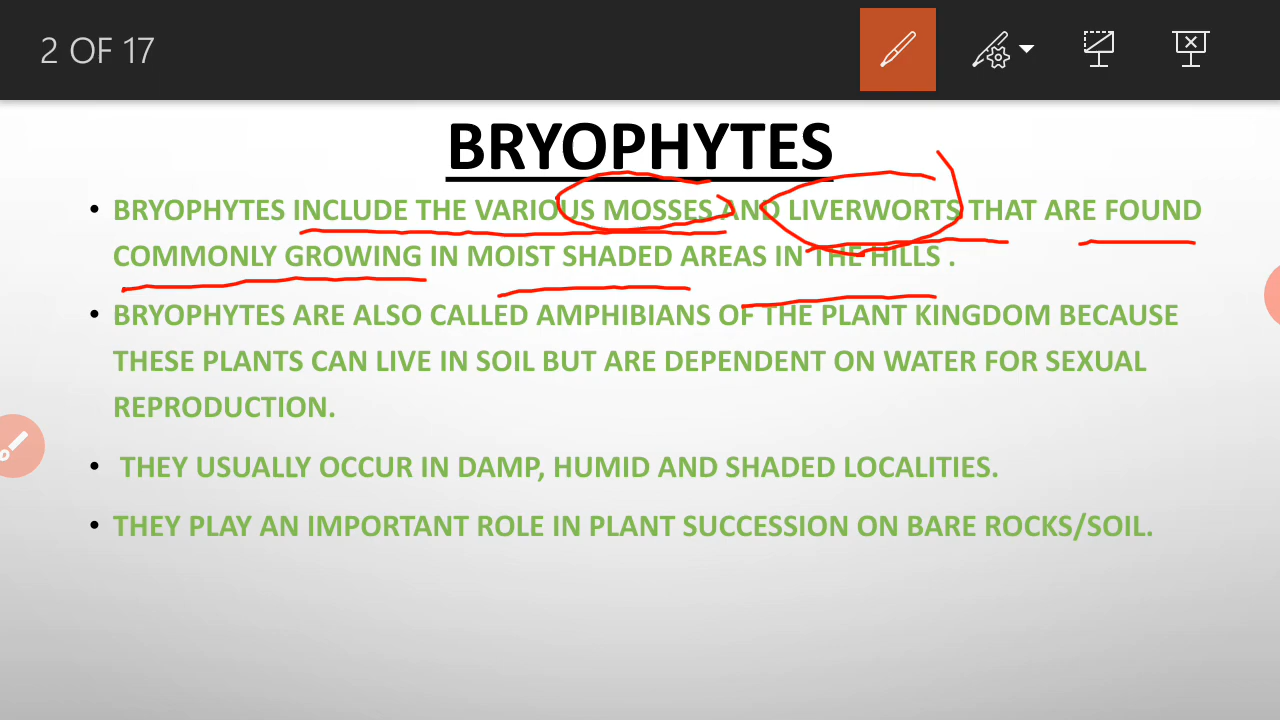 2 OF 17
BRYOPHYTES
• BRYOPHYTES INCLUDE THE VARIOUS MOSSES AND LIVERWORTS THAT ARE FOUND
COMMONLY GROWING IN MOIST SHADED AREAS IN THE HILLS .
• BRYOPHYTES ARE ALSO CALLED AMPHIBIANS OF THE PLANT KINGDOM BECAUSE
THESE PLANTS CAN LIVE IN SOIL BUT ARE DEPENDENT ON WATER FOR SEXUAL
REPRODUCTION.
• THEY USUALLY OCCUR IN DAMP, HUMID AND SHADED LOCALITIES.
• THEY PLAY AN IMPORTANT ROLE IN PLANT SUCCESSION ON BARE ROCKS/SOIL.